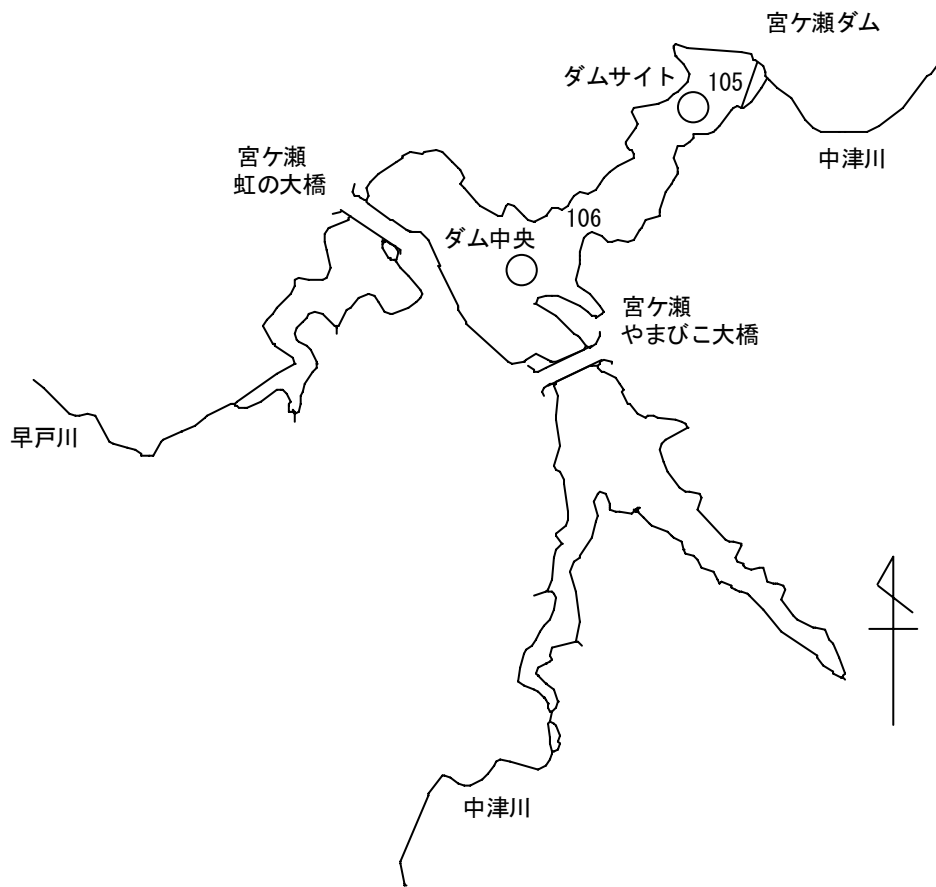 宮ケ瀬ダム
ダムサイト
105
中津川
宮ケ瀬
虹の大橋
106
ダム中央
宮ケ瀬
やまびこ大橋
早戸川
中津川